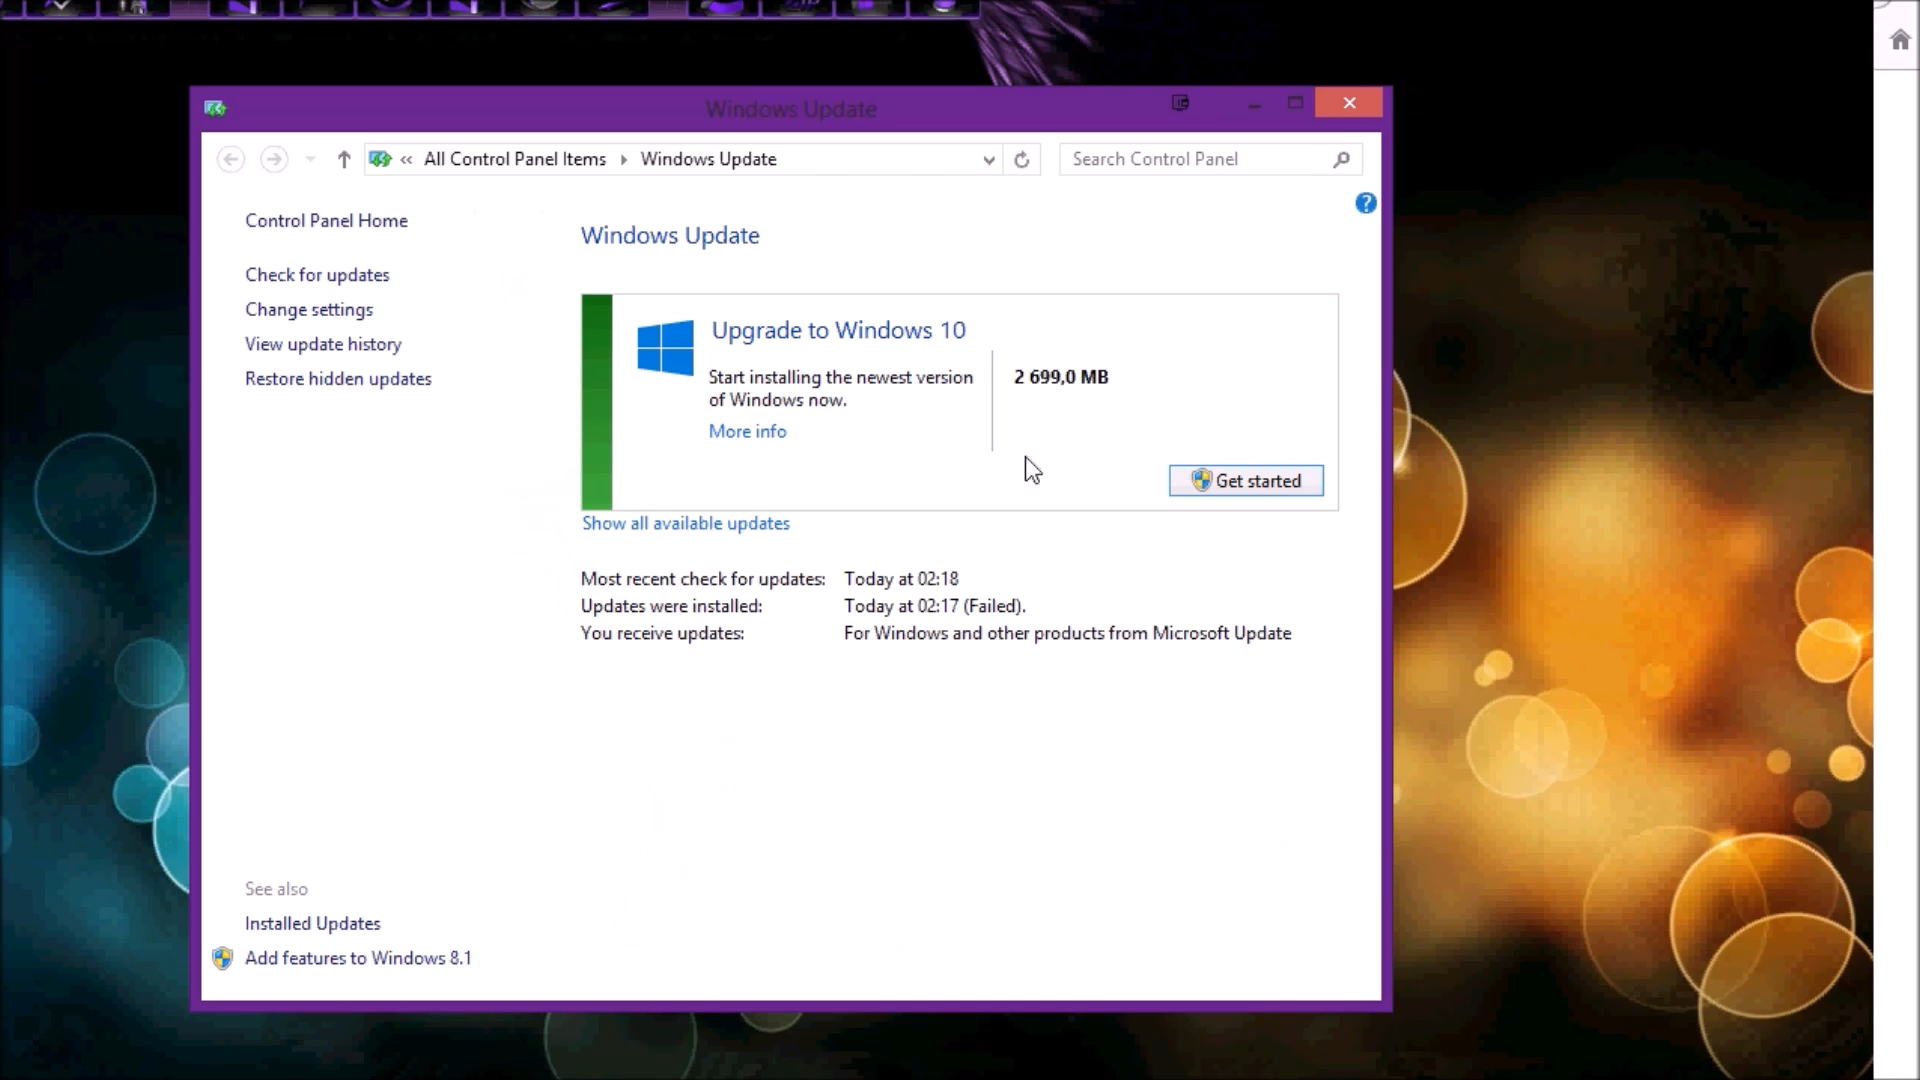 Windows Update
« All Control Panel Items Windows Update
Search Control Panel
Control Panel Home
Check for updates
Change settings
View update history
Restore hidden updates
Windows Update
Upgrade to Windows 10
Start installing the newest version
of Windows now.
More info
2 699,0 MB
Get started
Show all available updates
Most recent check for updates: Today at 02:18
Updates were installed: Today at 02:17 (Failed).
You receive updates: For Windows and other products from Microsoft Update
See also
Installed Updates
Add features to Windows 8.1